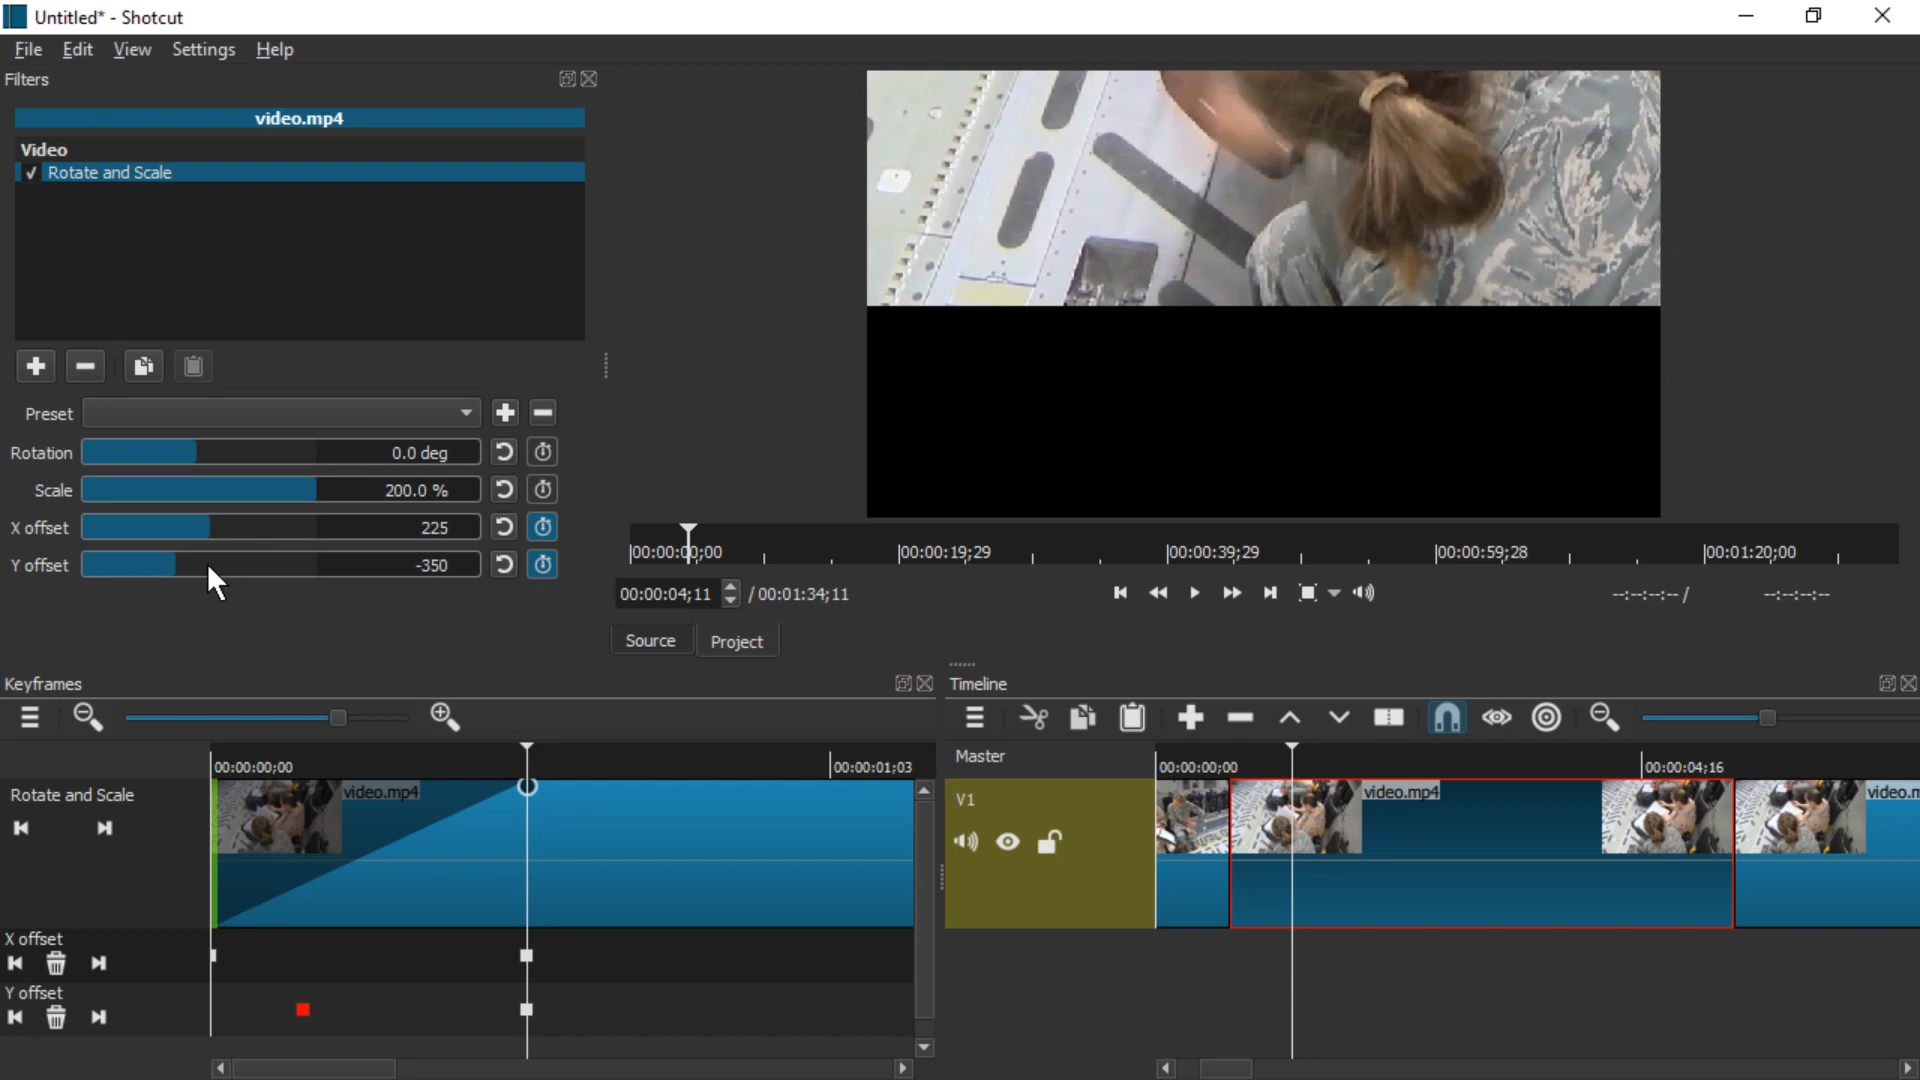 Untitled* - Shotcut
File Edit View Settings Help
Filters
video.mp4
Video
✓ Rotate and Scale
Preset
Rotation 0.0 deg
Scale 200.0 %
X offset 225
Y offset -350
00:00:00;00 00:00:19;29 00:00:39;29 00:00:59;28 00:01:20;00
00:00:04;11 / 00:01:34;11 --:--:--:-- / --:--:--:--
Source Project
Keyframes
00:00:00;00 00:00:01;03
Rotate and Scale video.mp4
X offset
Y offset
Timeline
Master 00:00:00;00 00:00:04;16
V1 video.mp4 video.m